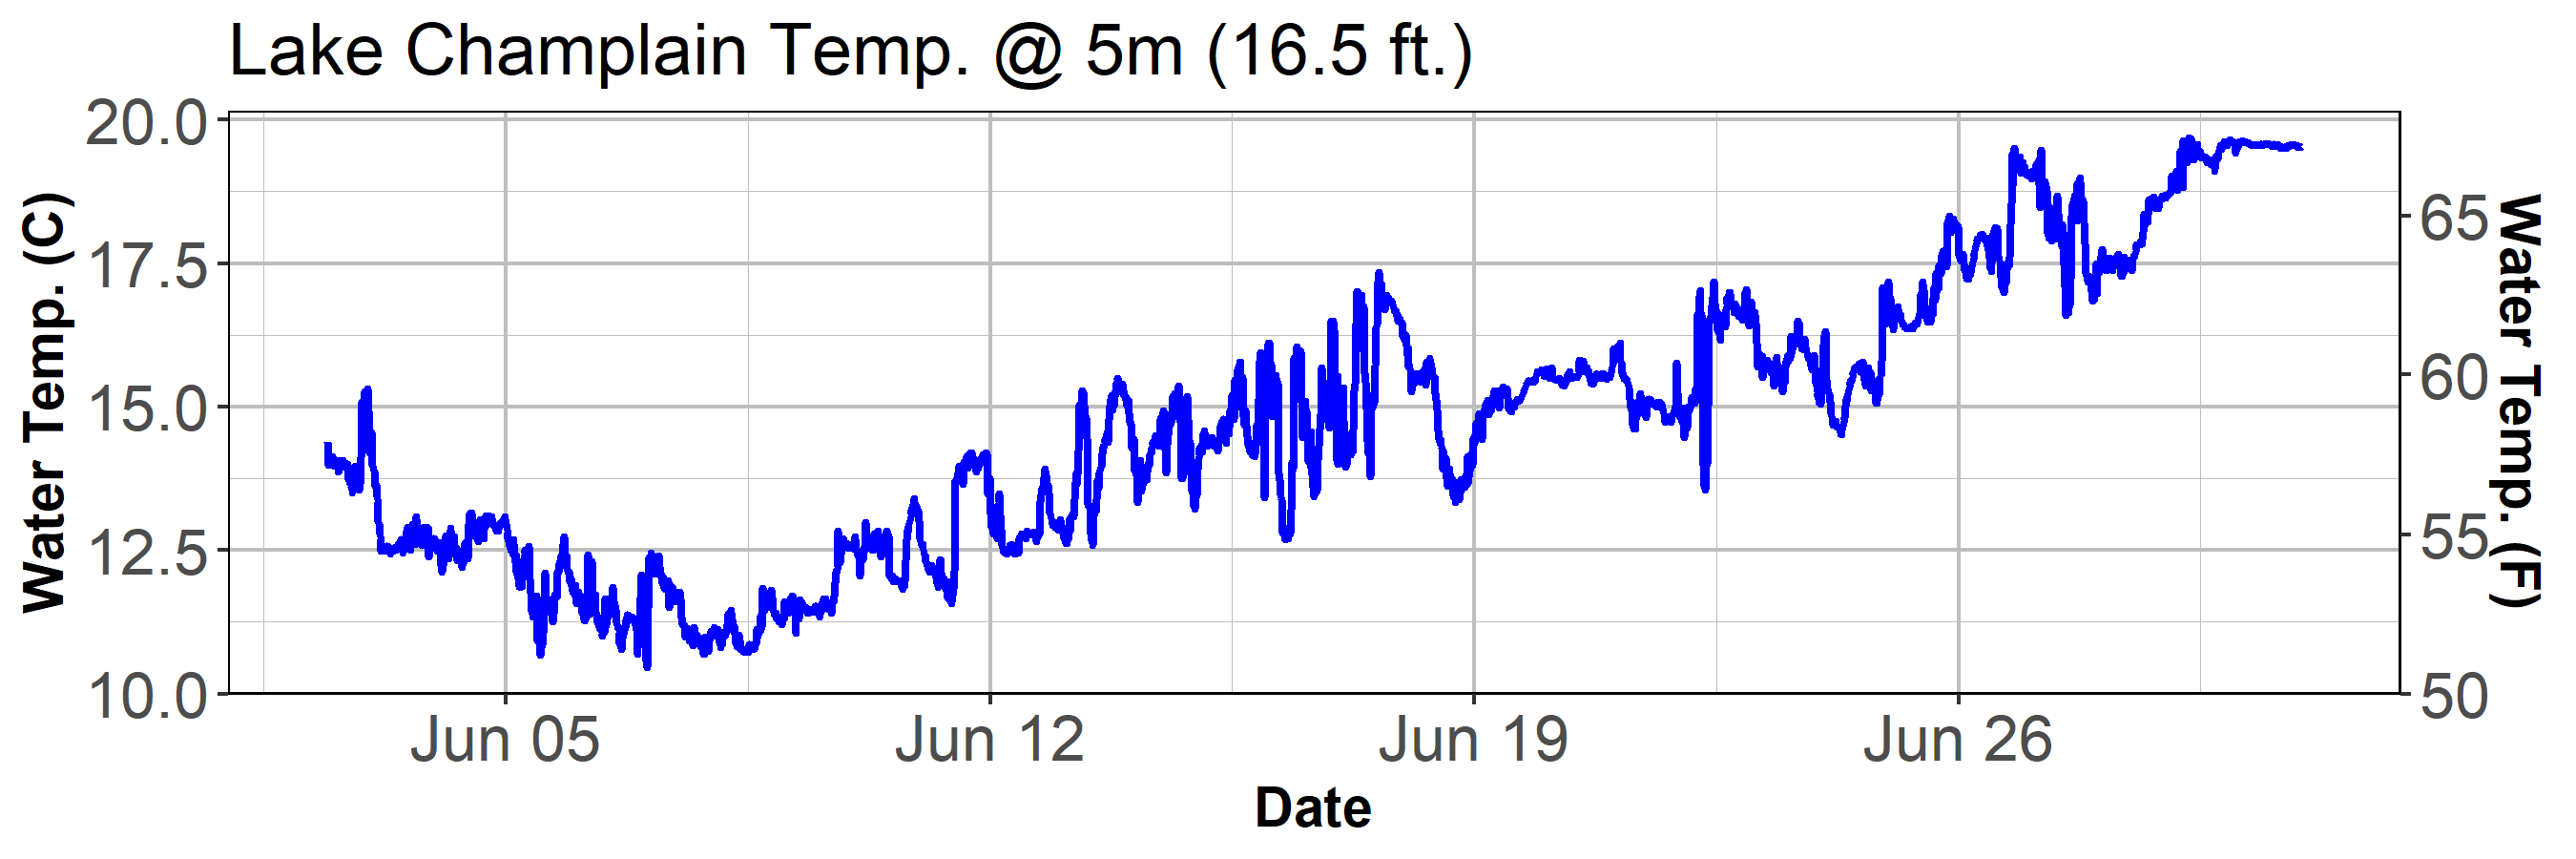 Lake Champlain Temp. @ 5m (16.5 ft.)
Water Temp. (C)
20.0
17.5
15.0
12.5
10.0
65
60
55
50
Water Temp. (F)
Jun 05 Jun 12 Jun 19 Jun 26
Date